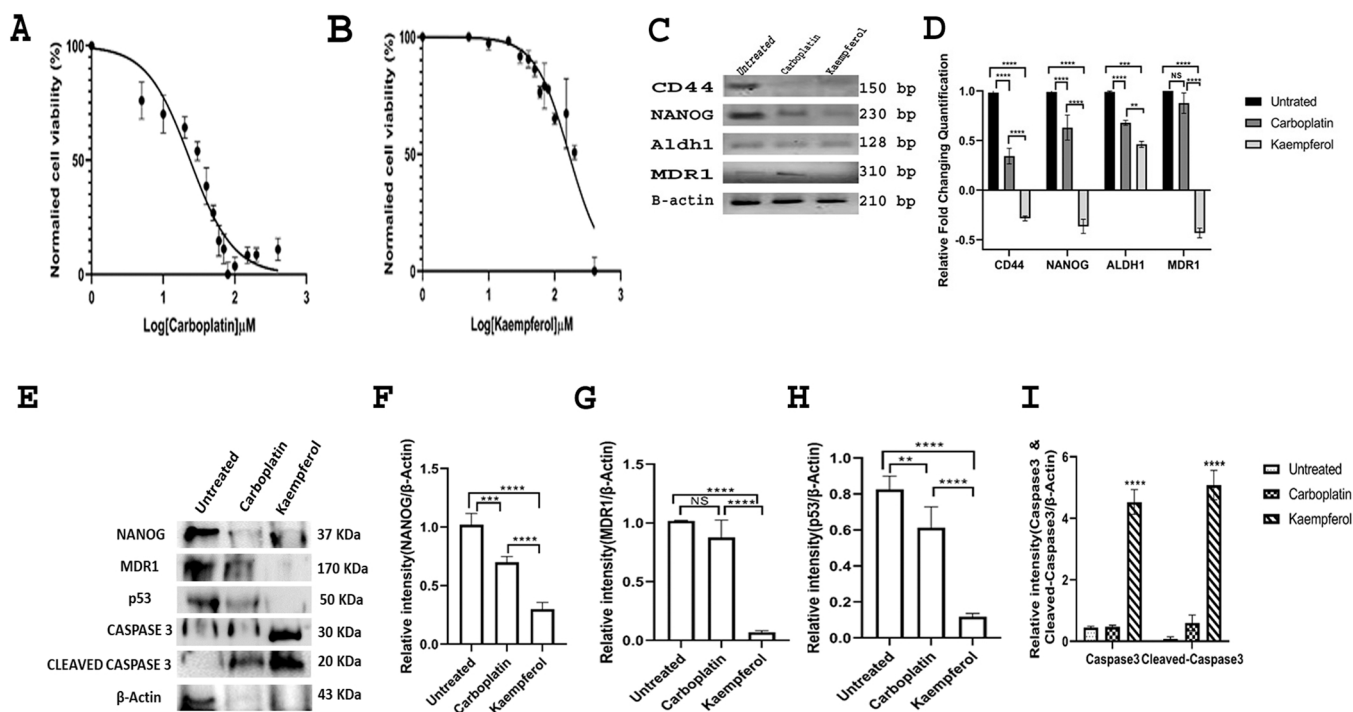 A
Normalied cell viability (%)
100
50
0
0 1 2 3
Log[Carboplatin]μM
B
Normalied cell viability (%)
100
50
0
0 1 2 3
Log[Kaempferol]μM
C
Untreated Carboplatin Kaempferol
CD44 150 bp
NANOG 230 bp
Aldh1 128 bp
MDR1 310 bp
B-actin 210 bp
D
Relative Fold Changing Quantification
1.0
0.5
0.0
-0.5
**** **** *** ****
**** **** **** NS ****
**** **
CD44 NANOG ALDH1 MDR1
Untrated
Carboplatin
Kaempferol
E
Untreated Carboplatin Kaempferol
NANOG 37 KDa
MDR1 170 KDa
p53 50 KDa
CASPASE 3 30 KDa
CLEAVED CASPASE 3 20 KDa
β-Actin 43 KDa
F
Relative intensity(NANOG/β-Actin)
1.5
1.0
0.5
0.0
****
***
****
Untreated Carboplatin Kaempferol
G
Relative intensity(MDR1/β-Actin)
1.5
1.0
0.5
0.0
****
NS ****
Untreated Carboplatin Kaempferol
H
Relative intensity(p53/β-Actin)
1.0
0.8
0.6
0.4
0.2
0.0
****
**
****
Untreated Carboplatin Kaempferol
I
Relative intensity(Caspase3 &
Cleaved-Caspase3/β-Actin)
6
4
2
0
**** ****
Caspase3 Cleaved-Caspase3
Untreated
Carboplatin
Kaempferol